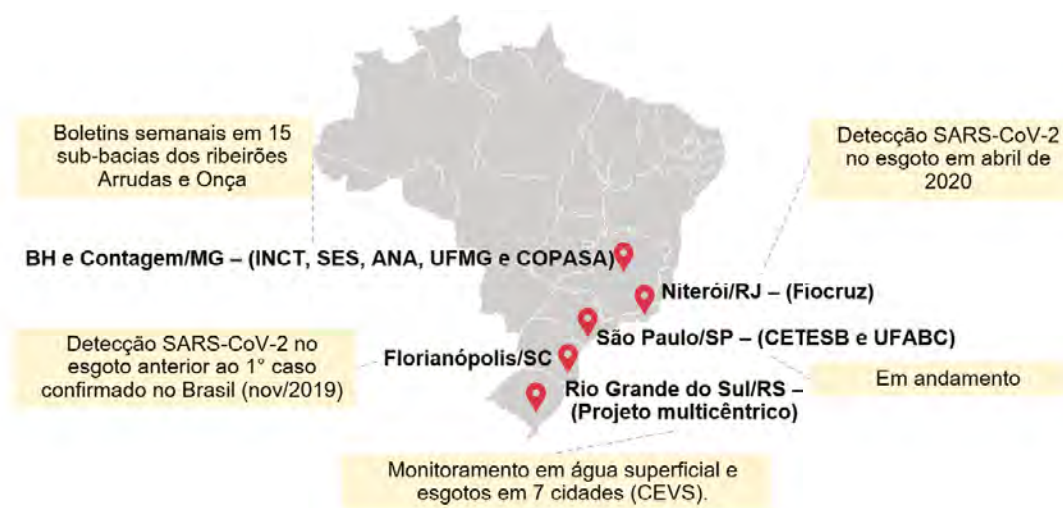 Boletins semanais em 15
sub-bacias dos ribeirões
Arrudas e Onça
Detecção SARS-CoV-2
no esgoto em abril de
2020
BH e Contagem/MG – (INCT, SES, ANA, UFMG e COPASA)
Niterói/RJ – (Fiocruz)
São Paulo/SP – (CETESB e UFABC)
Detecção SARS-CoV-2 no
esgoto anterior ao 1° caso
confirmado no Brasil (nov/2019)
Florianópolis/SC
Em andamento
Rio Grande do Sul/RS –
(Projeto multicêntrico)
Monitoramento em água superficial e
esgotos em 7 cidades (CEVS).